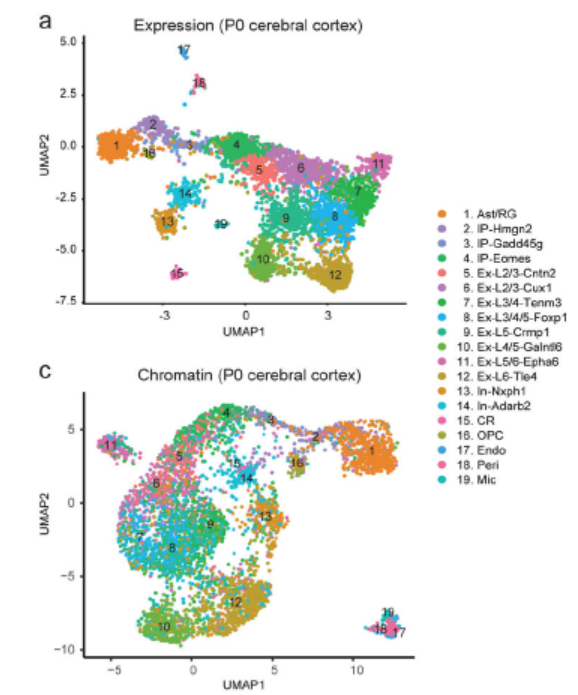 a
Expression (P0 cerebral cortex)
5.0
2.5
0.0
-2.5
-5.0
-7.5
UMAP2
-3
0
3
UMAP1
17
18
2
1
16
3
4
5
6
11
7
14
13
19
9
8
10
12
15
1. Ast/RG
2. IP-Hmgn2
3. IP-Gadd45g
4. IP-Eomes
5. Ex-L2/3-Cntn2
6. Ex-L2/3-Cux1
7. Ex-L3/4-Tenm3
8. Ex-L3/4/5-Foxp1
9. Ex-L5-Crmp1
10. Ex-L4/5-Galntl6
11. Ex-L5/6-Epha6
12. Ex-L6-Tle4
13. In-Nxph1
14. In-Adarb2
15. CR
16. OPC
17. Endo
18. Peri
19. Mic
c
Chromatin (P0 cerebral cortex)
5
0
−5
−10
UMAP2
−5
0
5
10
UMAP1
4
3
2
1
11
5
15
16
14
6
13
9
7
8
12
10
19
18
17